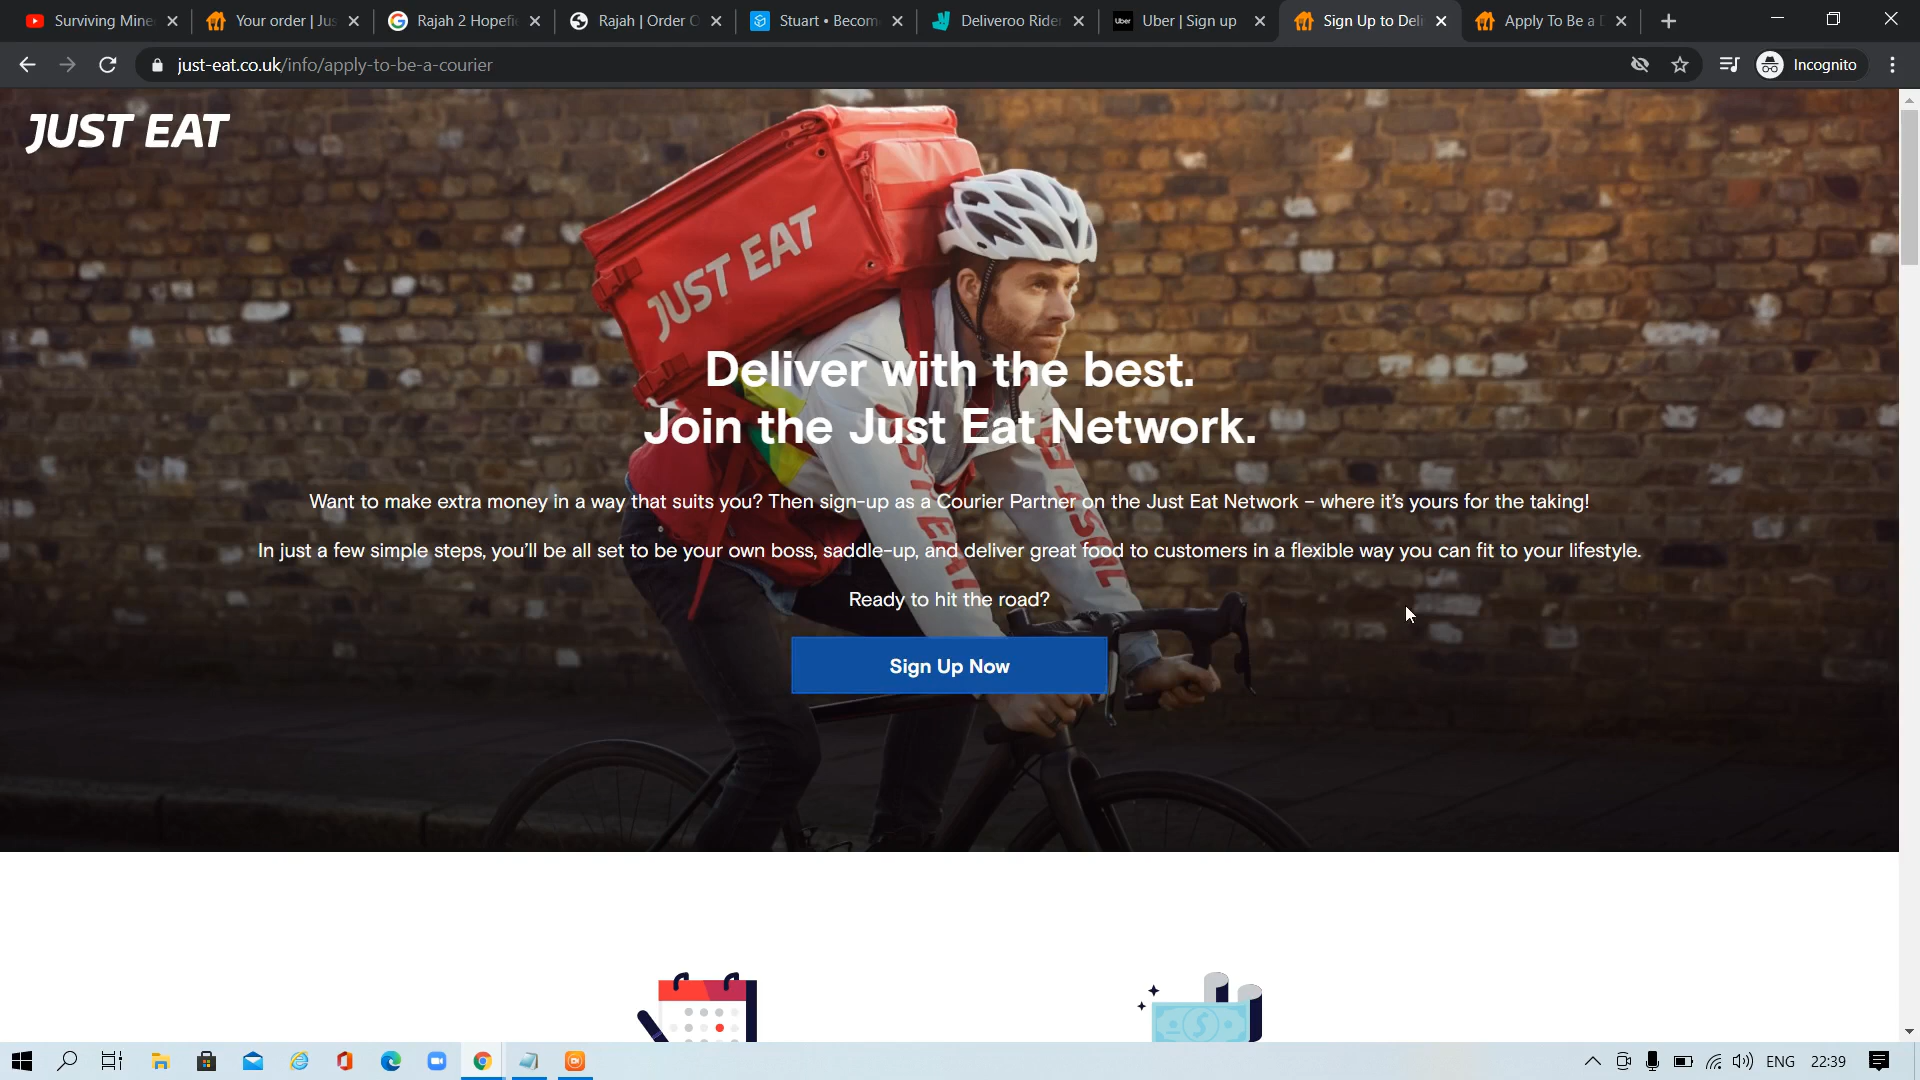 Surviving Mine
Your order | Jus
Rajah 2 Hopefi
Rajah | Order O
Stuart • Becom
Deliveroo Rider
Uber
Uber | Sign up
Sign Up to Deli
Apply To Be a D
just-eat.co.uk/info/apply-to-be-a-courier
Incognito
JUST EAT
JUST EAT
JUST EAT
Deliver with the best.
Join the Just Eat Network.
Want to make extra money in a way that suits you? Then sign-up as a Courier Partner on the Just Eat Network – where it's yours for the taking!
In just a few simple steps, you'll be all set to be your own boss, saddle-up, and deliver great food to customers in a flexible way you can fit to your lifestyle.
Ready to hit the road?
Sign Up Now
ENG
22:39